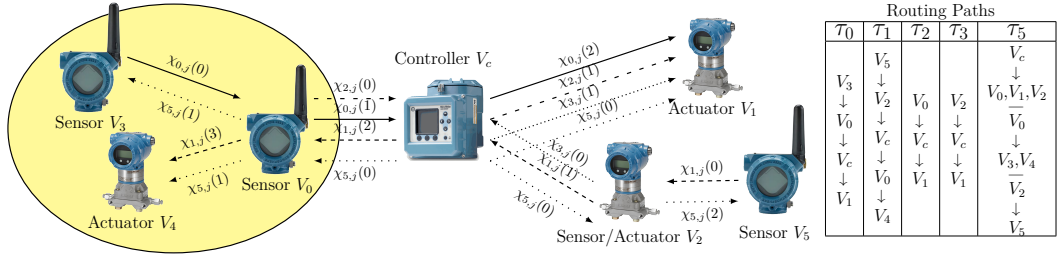 Routing Paths
τ0 τ1 τ2 τ3 τ5
V3 ↓ V0 ↓ Vc ↓ V1
V5 ↓ V2 ↓ Vc ↓ V0 ↓ V4
V0 ↓ Vc ↓ V1
V2 ↓ Vc ↓ V1
Vc ↓ V0,V1,V2
V0 ↓ V3,V4
V2 ↓ V5
Controller Vc
Sensor V3
Actuator V4
Sensor V0
Actuator V1
Sensor/Actuator V2
Sensor V5
χ0,j(0)
χ5,j(1)
χ1,j(3)
χ5,j(1)
χ2,j(0)
χ0,j(1)
χ1,j(2)
χ5,j(0)
χ0,j(2)
χ2,j(1)
χ3,j(1)
χ5,j(0)
χ3,j(0)
χ1,j(1)
χ5,j(0)
χ1,j(0)
χ5,j(2)